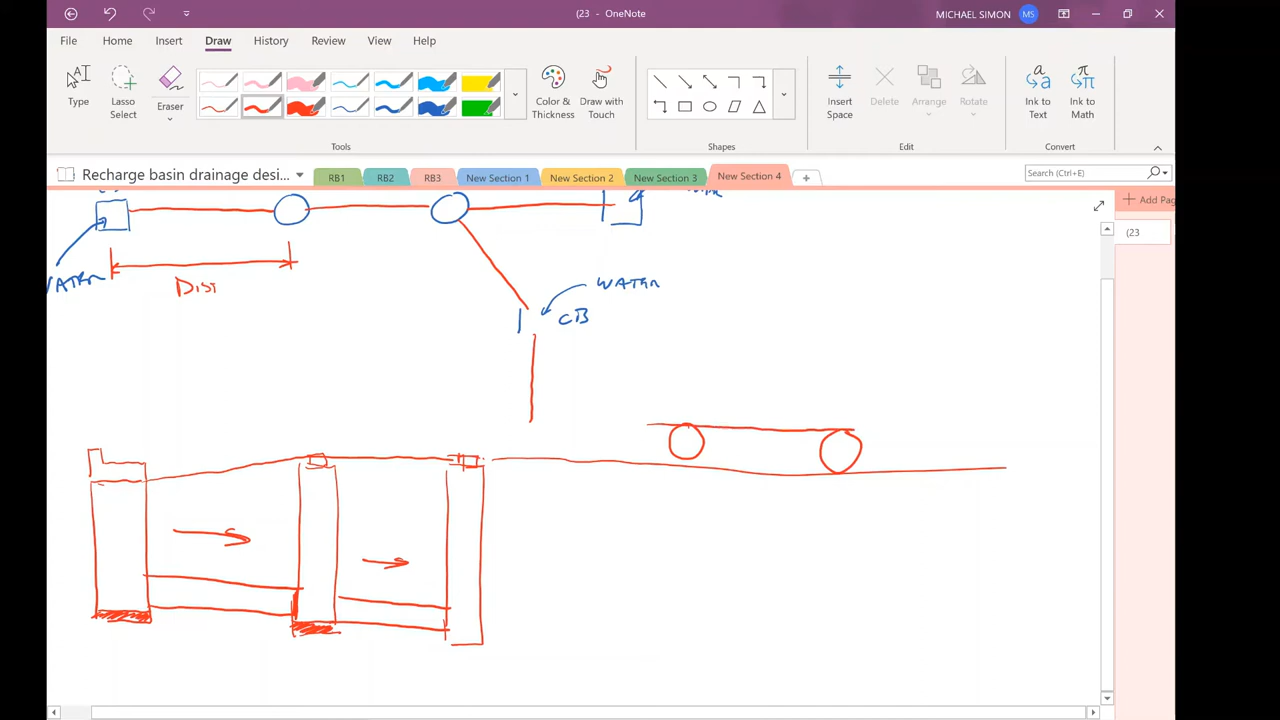 (23 - OneNote
MICHAEL SIMON
MS
File
Home
Insert
Draw
History
Review
View
Help
Type
Lasso Select
Eraser
Color & Thickness
Draw with Touch
Insert Space
Delete
Arrange
Rotate
Ink to Text
Ink to Math
Tools
Shapes
Edit
Convert
Recharge basin drainage desi...
RB1
RB2
RB3
New Section 1
New Section 2
New Section 3
New Section 4
Search (Ctrl+E)
Add Pag
(23
VATER
DIST
WATER
CB